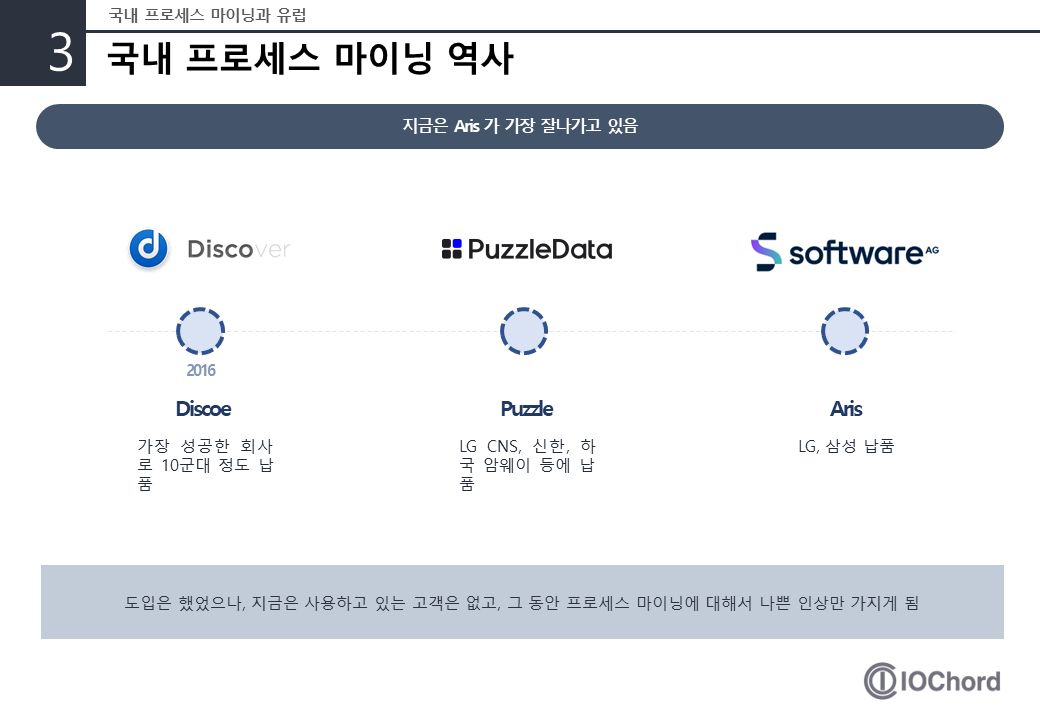 국내 프로세스 마이닝과 유럽
3
국내 프로세스 마이닝 역사
지금은 Aris 가 가장 잘나가고 있음
Discover
PuzzleData
software AG
2016
Discoe
Puzzle
Aris
가장 성공한 회사
로 10군대 정도 납
품
LG CNS, 신한, 하
국 암웨이 등에 납
품
LG, 삼성 납품
도입은 했었으나, 지금은 사용하고 있는 고객은 없고, 그 동안 프로세스 마이닝에 대해서 나쁜 인상만 가지게 됨
IOChord